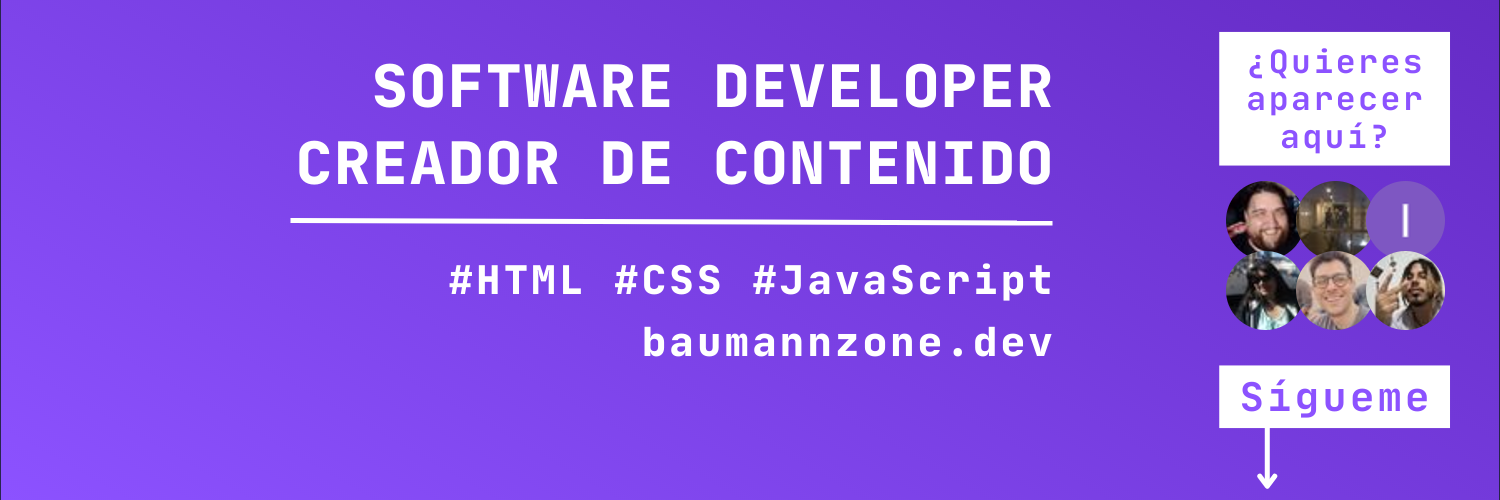 SOFTWARE DEVELOPER
CREADOR DE CONTENIDO
#HTML #CSS #JavaScript
baumannzone.dev
¿Quieres
aparecer
aquí?
l
Sígueme